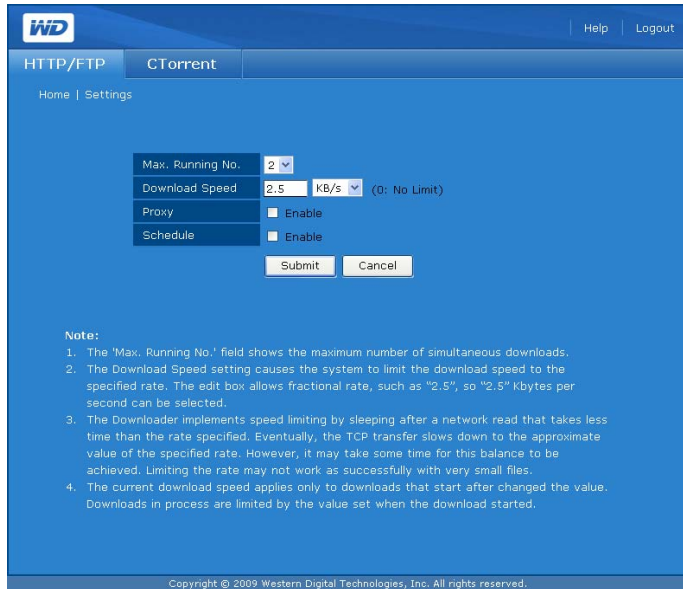 WD
Help | Logout
HTTP/FTP CTorrent
Home | Settings
Max. Running No. 2
Download Speed 2.5 KB/s (0: No Limit)
Proxy Enable
Schedule Enable
Submit Cancel
Note:
1. The 'Max. Running No.' field shows the maximum number of simultaneous downloads.
2. The Download Speed setting causes the system to limit the download speed to the
specified rate. The edit box allows fractional rate, such as "2.5", so "2.5" Kbytes per
second can be selected.
3. The Downloader implements speed limiting by sleeping after a network read that takes less
time than the rate specified. Eventually, the TCP transfer slows down to the approximate
value of the specified rate. However, it may take some time for this balance to be
achieved. Limiting the rate may not work as successfully with very small files.
4. The current download speed applies only to downloads that start after changed the value.
Downloads in process are limited by the value set when the download started.
Copyright © 2009 Western Digital Technologies, Inc. All rights reserved.